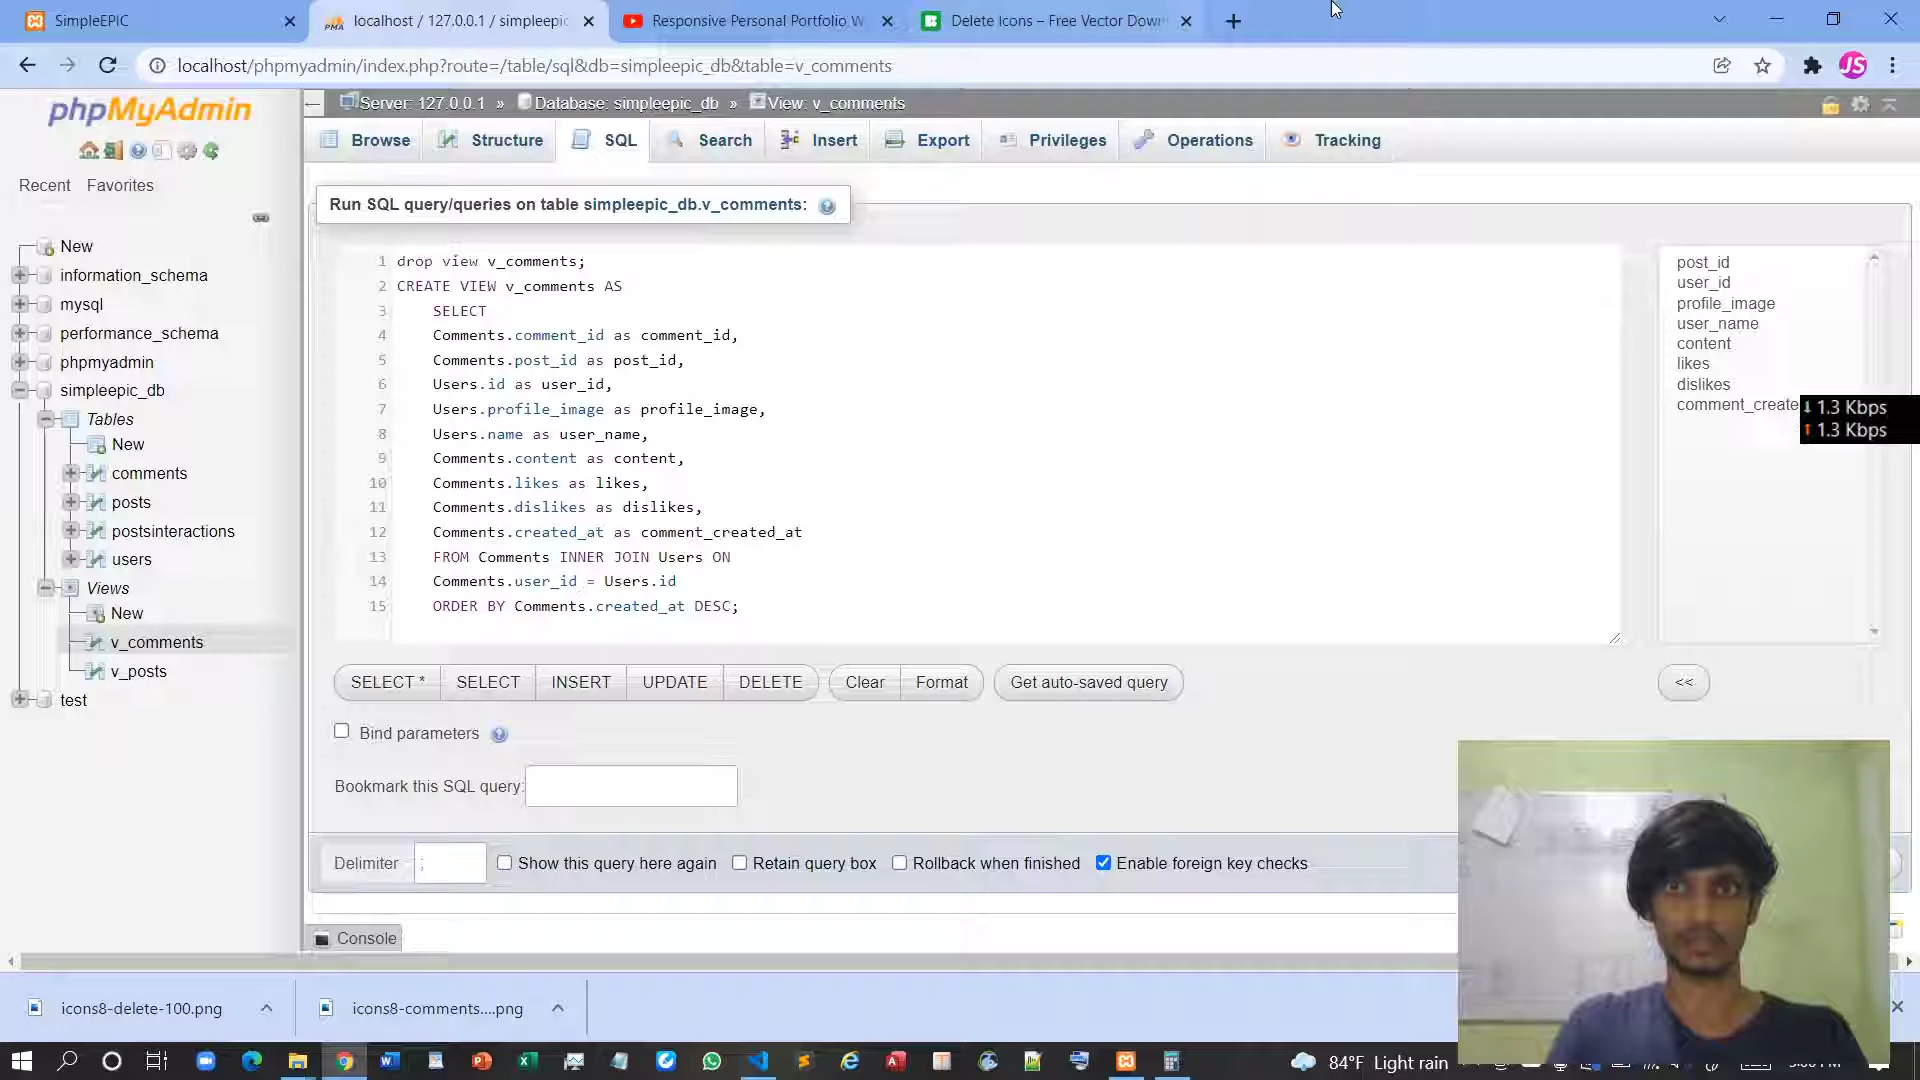 SimpleEPIC
localhost / 127.0.0.1 / simpleepic
Responsive Personal Portfolio W
Delete Icons – Free Vector Down
localhost/phpmyadmin/index.php?route=/table/sql&db=simpleepic_db&table=v_comments
JS
phpMyAdmin
Recent Favorites
New
information_schema
mysql
performance_schema
phpmyadmin
simpleepic_db
Tables
New
comments
posts
postsinteractions
users
Views
New
v_comments
v_posts
test
Server: 127.0.0.1 » Database: simpleepic_db » View: v_comments
Browse Structure SQL Search Insert Export Privileges Operations Tracking
Run SQL query/queries on table simpleepic_db.v_comments:
1 drop view v_comments;
2 CREATE VIEW v_comments AS
3 SELECT
4 Comments.comment_id as comment_id,
5 Comments.post_id as post_id,
6 Users.id as user_id,
7 Users.profile_image as profile_image,
8 Users.name as user_name,
9 Comments.content as content,
10 Comments.likes as likes,
11 Comments.dislikes as dislikes,
12 Comments.created_at as comment_created_at
13 FROM Comments INNER JOIN Users ON
14 Comments.user_id = Users.id
15 ORDER BY Comments.created_at DESC;
post_id
user_id
profile_image
user_name
content
likes
dislikes
comment_create
↓ 1.3 Kbps
↑ 1.3 Kbps
SELECT * SELECT INSERT UPDATE DELETE Clear Format Get auto-saved query <<
Bind parameters
Bookmark this SQL query:
Delimiter ; Show this query here again Retain query box Rollback when finished Enable foreign key checks
Console
icons8-delete-100.png
icons8-comments....png
84°F Light rain